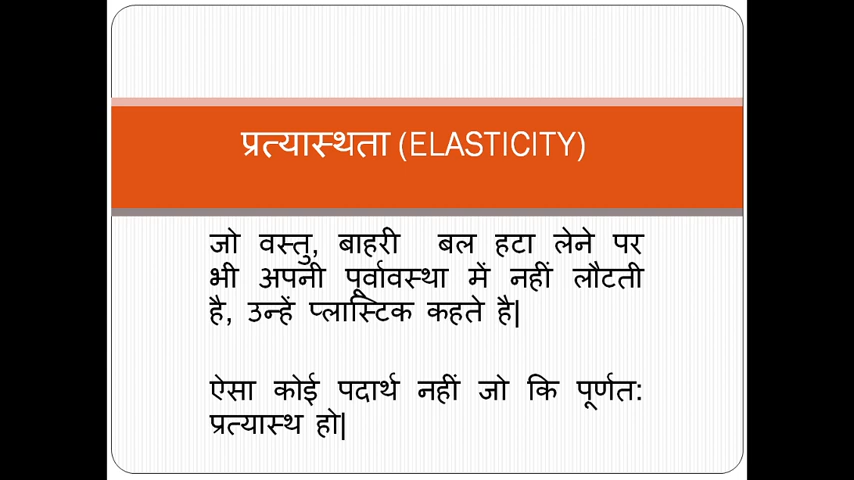 प्रत्यास्थता (ELASTICITY)
जो वस्तु, बाहरी बल हटा लेने पर
भी अपनी पूर्वावस्था में नहीं लौटती
है, उन्हें प्लास्टिक कहते है|
ऐसा कोई पदार्थ नहीं जो कि पूर्णत:
प्रत्यास्थ हो|